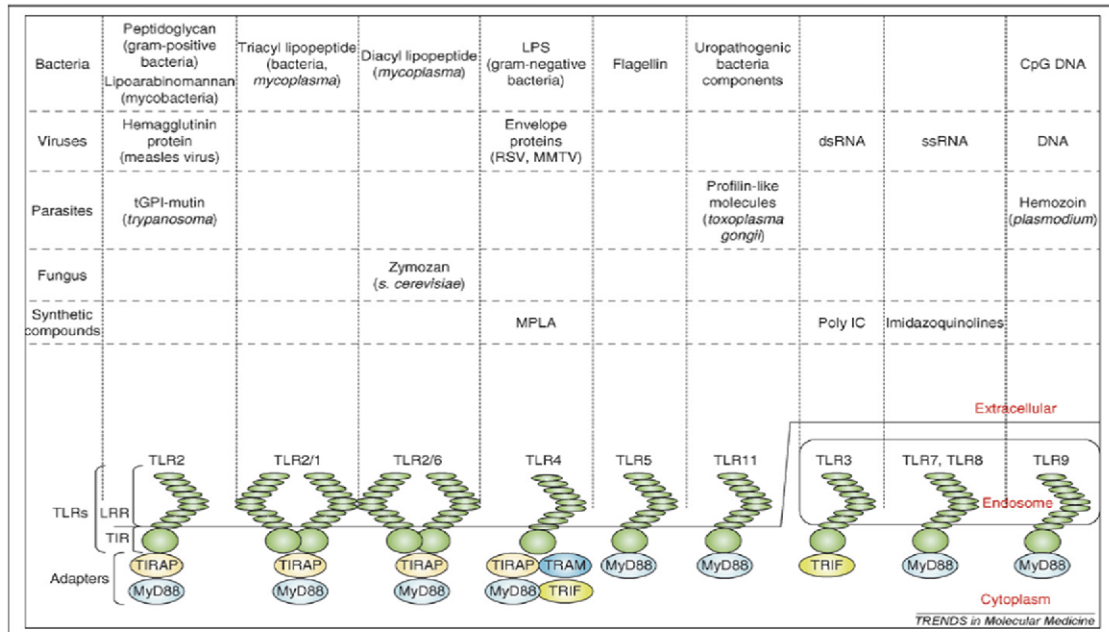 Bacteria
Peptidoglycan
(gram-positive
bacteria)
Lipoarabinomannan
(mycobacteria)
Triacyl lipopeptide
(bacteria,
mycoplasma)
Diacyl lipopeptide
(mycoplasma)
LPS
(gram-negative
bacteria)
Flagellin
Uropathogenic
bacteria
components
CpG DNA
Viruses
Hemagglutinin
protein
(measles virus)
Envelope
proteins
(RSV, MMTV)
dsRNA
ssRNA
DNA
Parasites
tGPI-mutin
(trypanosoma)
Profilin-like
molecules
(toxoplasma
gongii)
Hemozoin
(plasmodium)
Fungus
Zymozan
(s. cerevisiae)
Synthetic
compounds
MPLA
Poly IC
Imidazoquinolines
Extracellular
TLR2
TLR2/1
TLR2/6
TLR4
TLR5
TLR11
TLR3
TLR7, TLR8
TLR9
TLRs
LRR
Endosome
TIR
Adapters
TIRAP
TIRAP
TIRAP
TIRAP
TRAM
MyD88
MyD88
TRIF
MyD88
MyD88
MyD88
MyD88
MyD88
MyD88
TRIF
Cytoplasm
TRENDS in Molecular Medicine